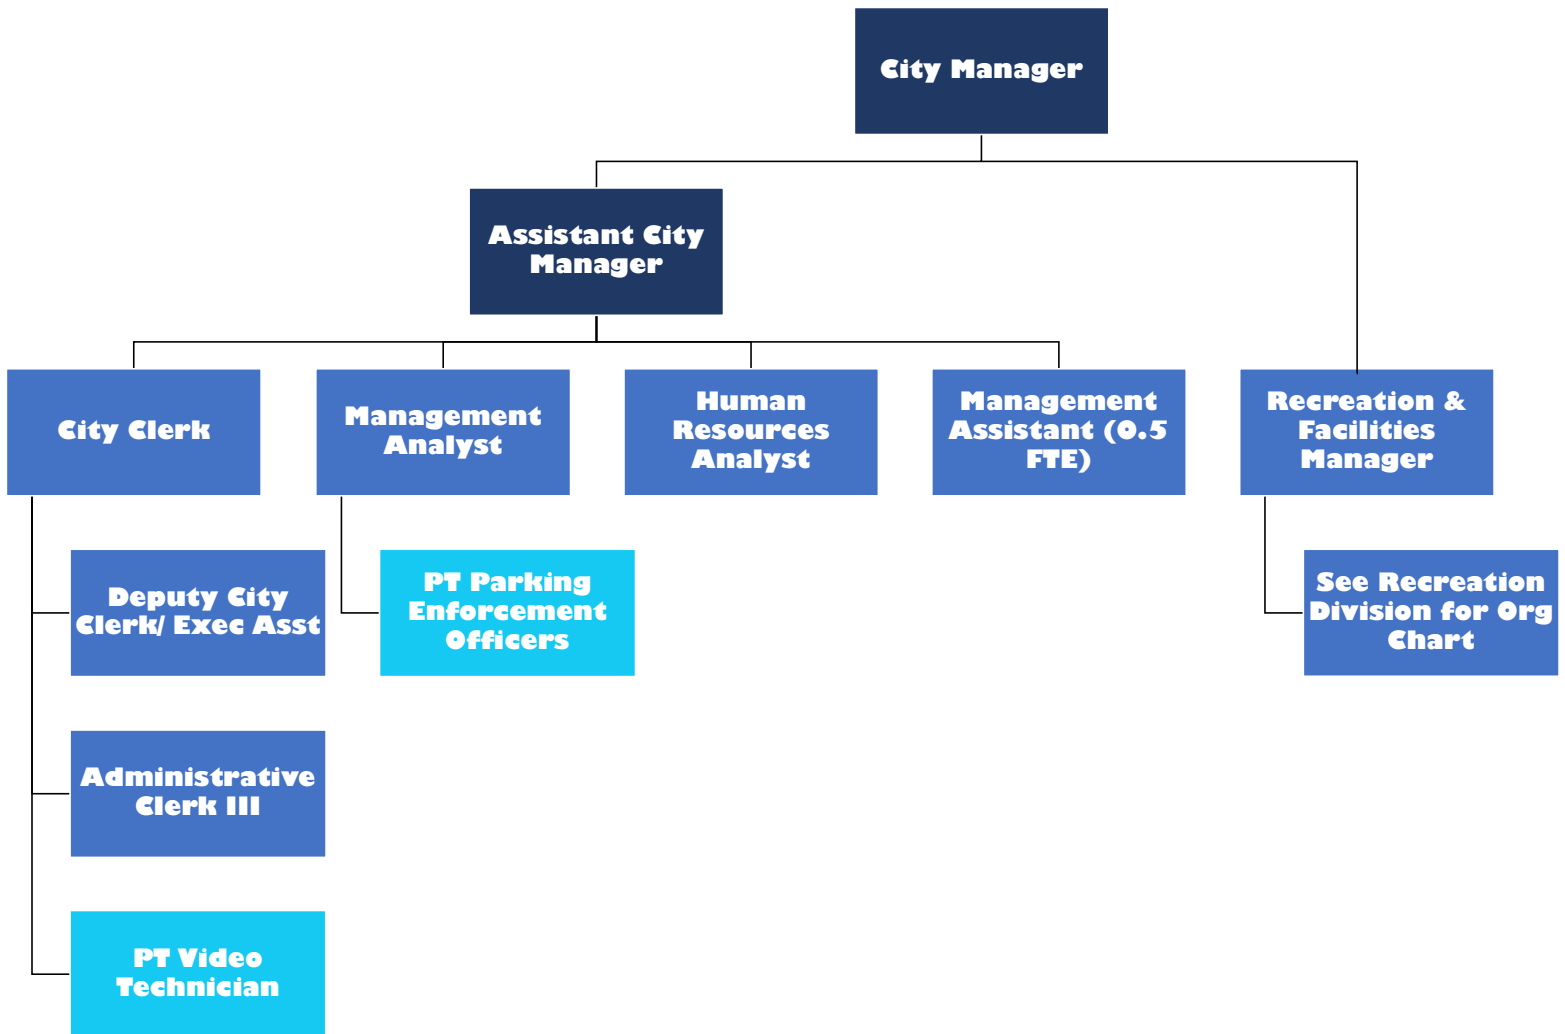 City Manager
Assistant City
Manager
City Clerk
Management
Analyst
Human
Resources
Analyst
Management
Assistant (0.5
FTE)
Recreation &
Facilities
Manager
Deputy City
Clerk/ Exec Asst
PT Parking
Enforcement
Officers
See Recreation
Division for Org
Chart
Administrative
Clerk III
PT Video
Technician